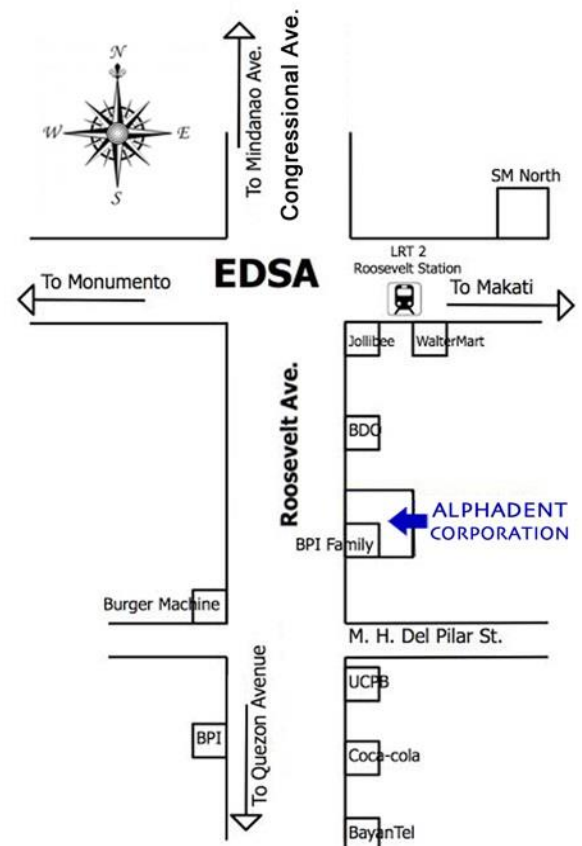 N
W
E
S
To Mindanao Ave.
Congressional Ave.
SM North
LRT 2
Roosevelt Station
EDSA
To Monumento
To Makati
Jollibee
WalterMart
Roosevelt Ave.
BDO
ALPHADENT
CORPORATION
BPI Family
Burger Machine
M. H. Del Pilar St.
UCPB
To Quezon Avenue
BPI
Coca-cola
BayanTel